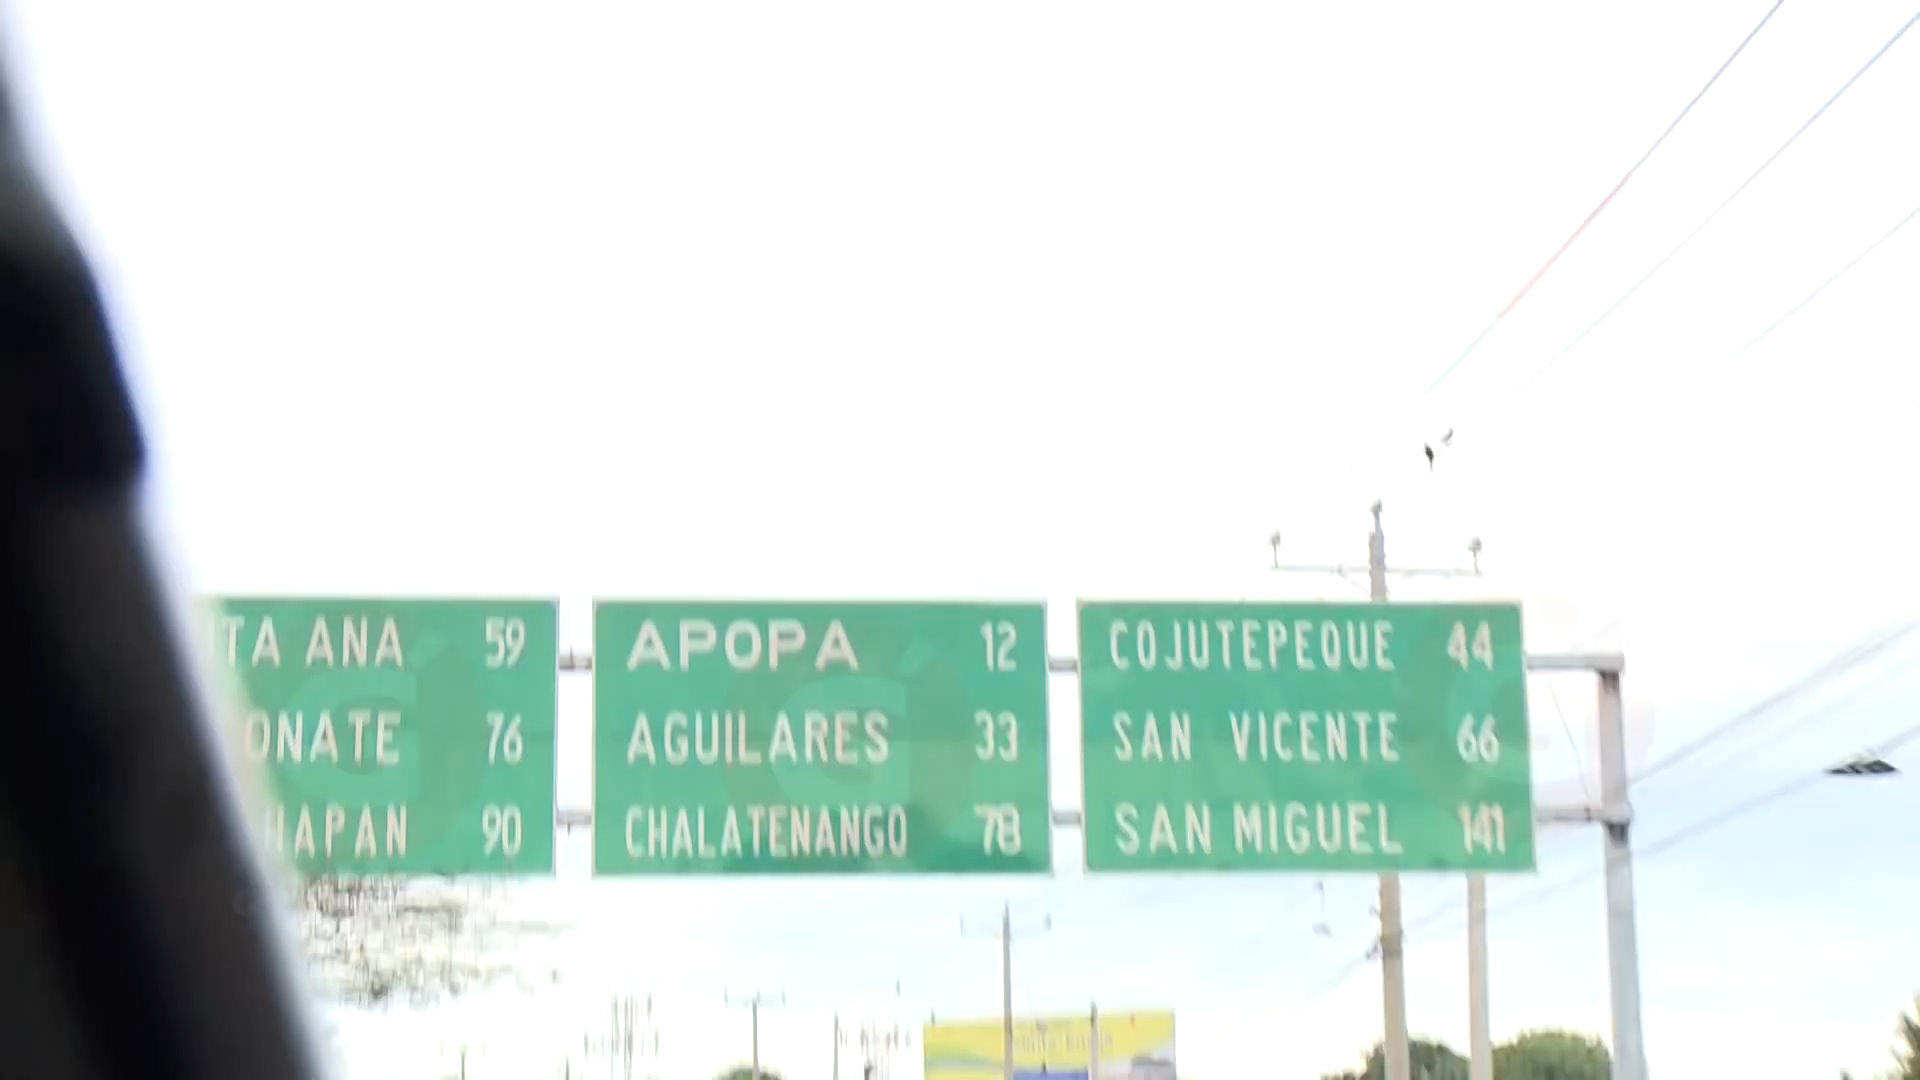 TA ANA 59
ONATE 76
HAPAN 90
APOPA 12
AGUILARES 33
CHALATENANGO 78
COJUTEPEQUE 44
SAN VICENTE 66
SAN MIGUEL 141